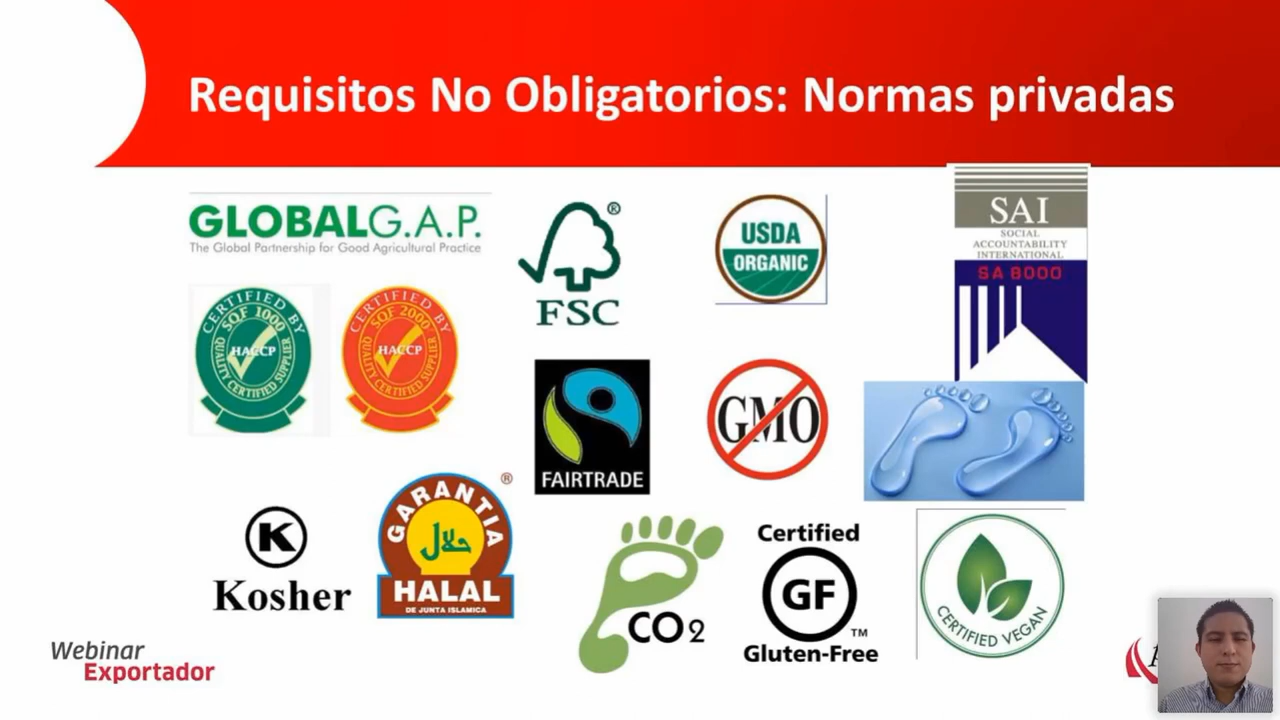 Requisitos No Obligatorios: Normas privadas
GLOBALG.A.P.
The Global Partnership for Good Agricultural Practice
CERTIFIED BY
SQF 1000
HACCP
QUALITY CERTIFIED SUPPLIER
CERTIFIED BY
SQF 2000
HACCP
QUALITY CERTIFIED SUPPLIER
®
FSC
USDA
ORGANIC
SAI
SOCIAL
ACCOUNTABILITY
INTERNATIONAL
SA 8000
FAIRTRADE
GMO
K
Kosher
®
GARANTIA
حلال
HALAL
DE JUNTA ISLAMICA
CO2
Certified
GF
TM
Gluten-Free
CERTIFIED VEGAN
Webinar
Exportador